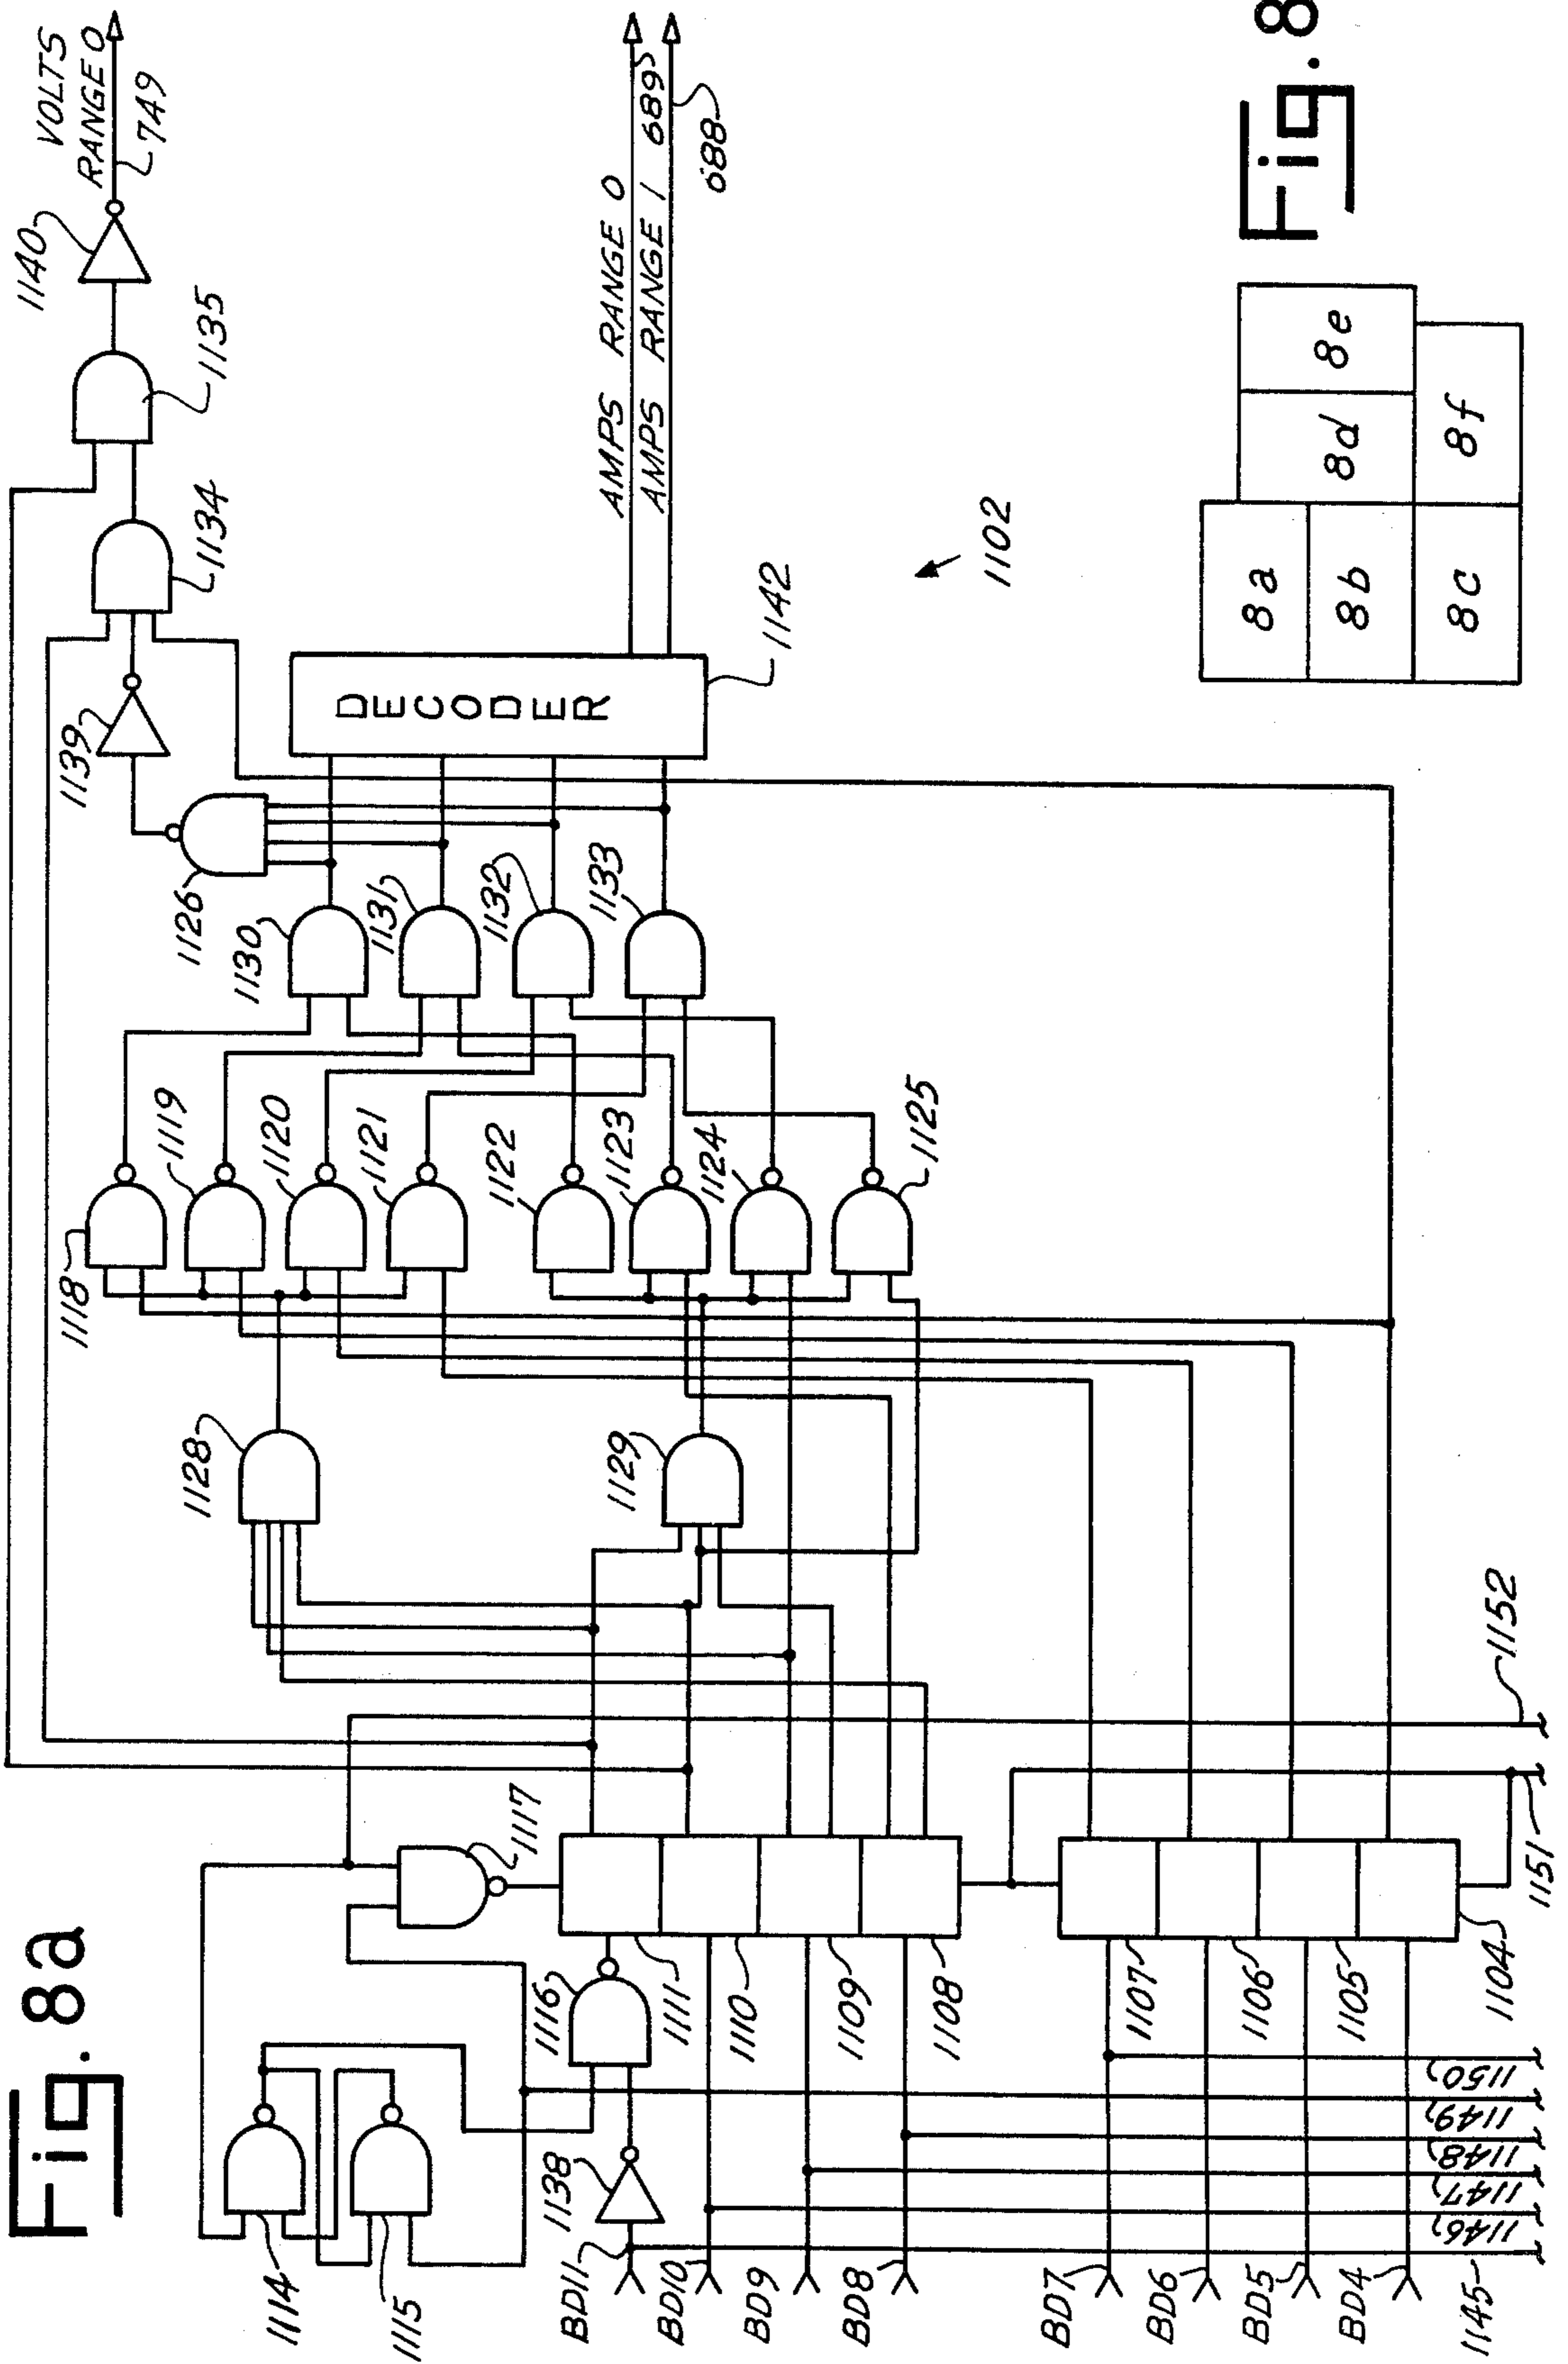 Fig. 8a
VOLTS
RANGE 0
749
1140
1135
1134
1139
1126
1130
1131
1132
1133
DECODER
1142
AMPS RANGE 0
AMPS RANGE 1
689
688
1102
1118
1119
1120
1121
1122
1123
1124
1125
1128
1129
1117
1114
1115
1116
1138
1111
1110
1109
1108
1107
1106
1105
1104
BD11
BD10
BD9
BD8
BD7
BD6
BD5
BD4
1145
1146
1147
1148
1149
1150
1151
1152
Fig. 8
8a
8b
8c
8d
8e
8f